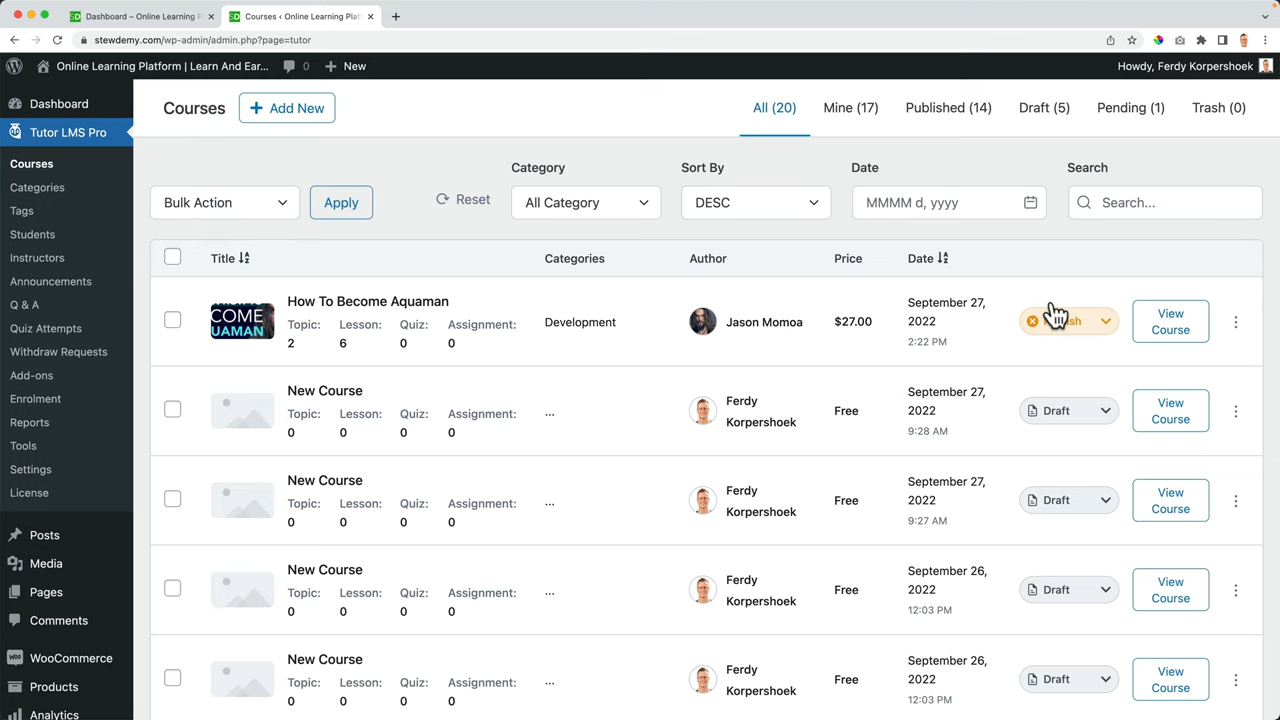 Dashboard – Online Learning P
Courses ‹ Online Learning Plat
stewdemy.com/wp-admin/admin.php?page=tutor
Online Learning Platform | Learn And Ear...
0
New
Howdy, Ferdy Korpershoek
Dashboard
Tutor LMS Pro
Courses
Categories
Tags
Students
Instructors
Announcements
Q & A
Quiz Attempts
Withdraw Requests
Add-ons
Enrolment
Reports
Tools
Settings
License
Posts
Media
Pages
Comments
WooCommerce
Products
Analytics
Courses
Add New
All (20)
Mine (17)
Published (14)
Draft (5)
Pending (1)
Trash (0)
Category
Sort By
Date
Search
Bulk Action
Apply
Reset
All Category
DESC
MMMM d, yyyy
Search...
Title
Categories
Author
Price
Date
COME
UAMAN
How To Become Aquaman
Topic: Lesson: Quiz: Assignment:
2 6 0 0
Development
Jason Momoa
$27.00
September 27,
2022
2:22 PM
View
Course
New Course
Topic: Lesson: Quiz: Assignment:
0 0 0 0
...
Ferdy
Korpershoek
Free
September 27,
2022
9:28 AM
Draft
View
Course
New Course
Topic: Lesson: Quiz: Assignment:
0 0 0 0
...
Ferdy
Korpershoek
Free
September 27,
2022
9:27 AM
Draft
View
Course
New Course
Topic: Lesson: Quiz: Assignment:
0 0 0 0
...
Ferdy
Korpershoek
Free
September 26,
2022
12:03 PM
Draft
View
Course
New Course
Topic: Lesson: Quiz: Assignment:
0 0 0 0
...
Ferdy
Korpershoek
Free
September 26,
2022
12:03 PM
Draft
View
Course